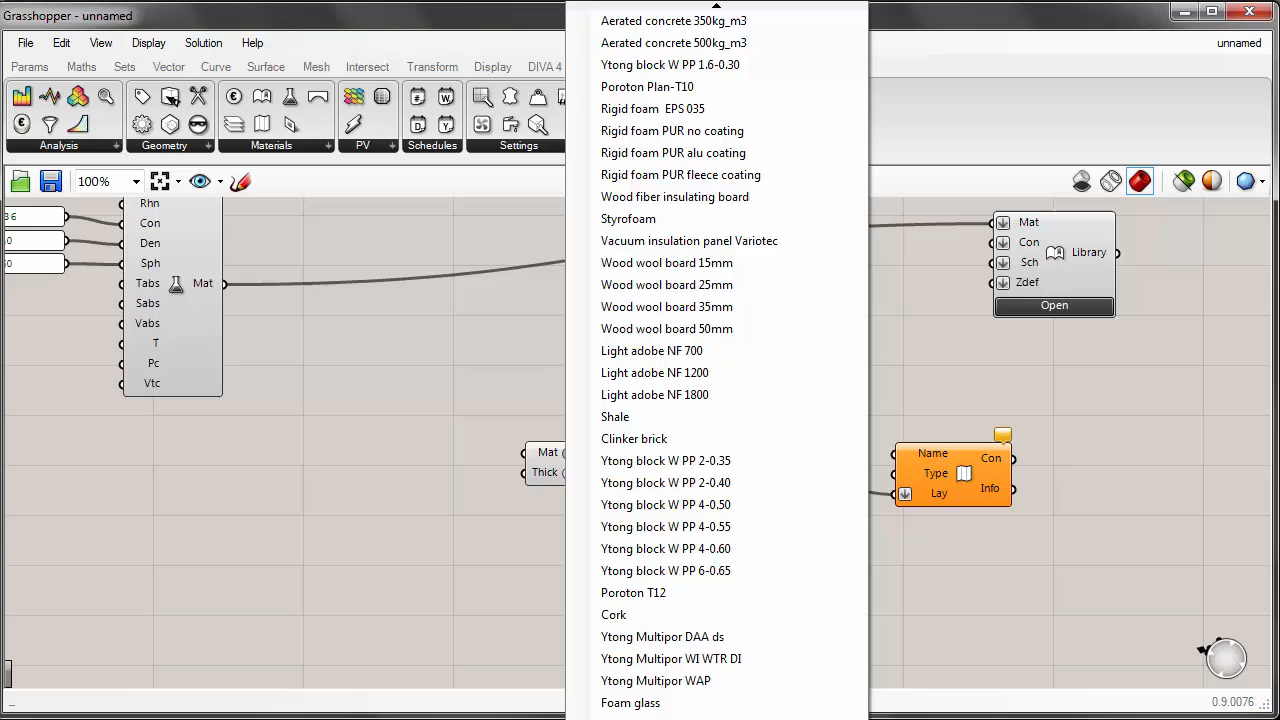 Grasshopper - unnamed
File Edit View Display Solution Help
unnamed
Params Maths Sets Vector Curve Surface Mesh Intersect Transform Display DIVA 4
Analysis
Geometry
Materials
PV
Schedules
Settings
100%
Rhn
36
Con
40
Den
Sph
Tabs
Mat
Sabs
Vabs
T
Pc
Vtc
Mat (
Thick (
Aerated concrete 350kg_m3
Aerated concrete 500kg_m3
Ytong block W PP 1.6-0.30
Poroton Plan-T10
Rigid foam  EPS 035
Rigid foam PUR no coating
Rigid foam PUR alu coating
Rigid foam PUR fleece coating
Wood fiber insulating board
Styrofoam
Vacuum insulation panel Variotec
Wood wool board 15mm
Wood wool board 25mm
Wood wool board 35mm
Wood wool board 50mm
Light adobe NF 700
Light adobe NF 1200
Light adobe NF 1800
Shale
Clinker brick
Ytong block W PP 2-0.35
Ytong block W PP 2-0.40
Ytong block W PP 4-0.50
Ytong block W PP 4-0.55
Ytong block W PP 4-0.60
Ytong block W PP 6-0.65
Poroton T12
Cork
Ytong Multipor DAA ds
Ytong Multipor WI WTR DI
Ytong Multipor WAP
Foam glass
Mat
Con
Sch
Zdef
Library
Open
Name
Type
Lay
Con
Info
0.9.0076